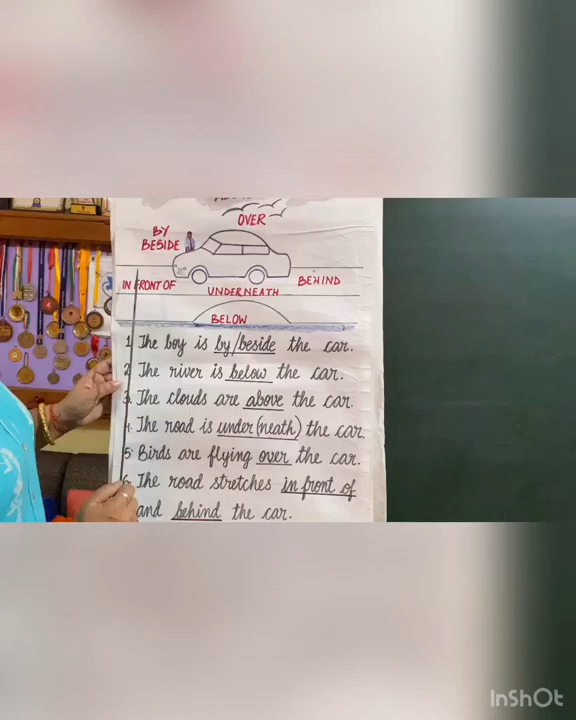 OVER
BY
BESIDE
IN FRONT OF
BEHIND
UNDERNEATH
BELOW
1. The boy is by/beside the car.
2. The river is below the car.
3. The clouds are above the car.
4. The road is under(neath) the car.
5. Birds are flying over the car.
6. The road stretches in front of
and behind the car.
InShOt